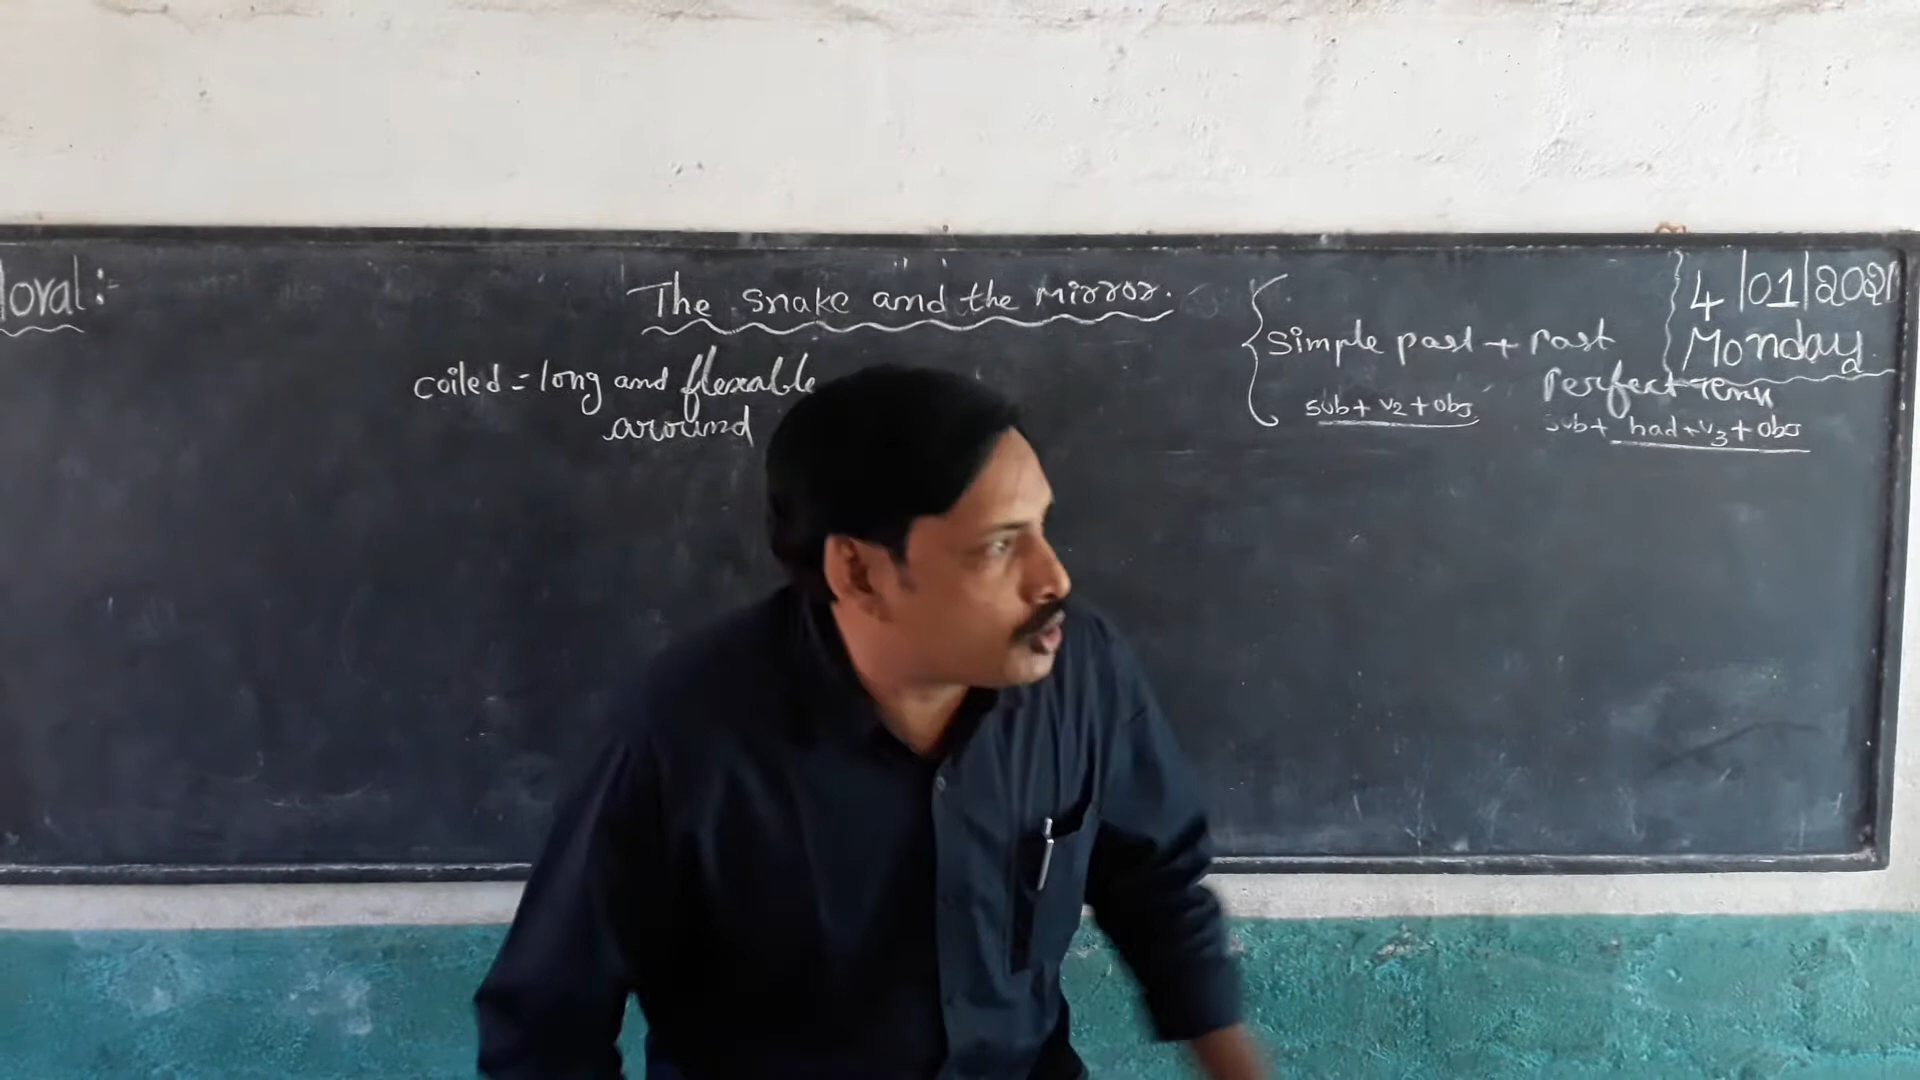 loral:-
The snake and the Mirror.
coiled = long and flexable
around
Simple past + Past
Perfect Tens
sub + v2 + obj
sub + had + v3 + obj
4/01/2021
Monday